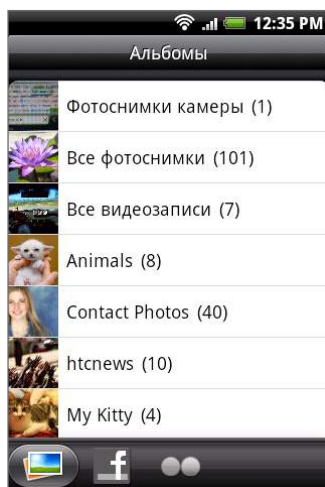 12:35 PM
Альбомы
Фотоснимки камеры (1)
Все фотоснимки (101)
Все видеозаписи (7)
Animals (8)
Contact Photos (40)
htcnews (10)
My Kitty (4)
f